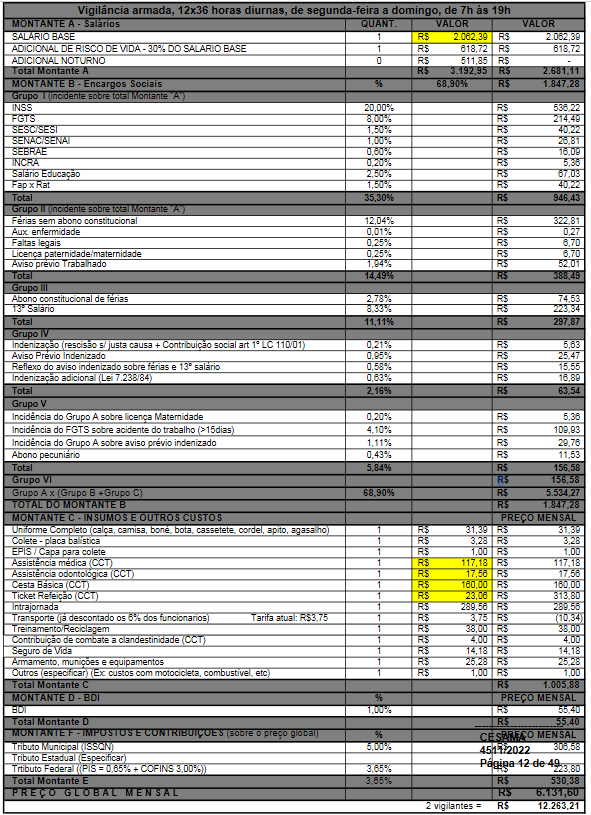 Vigilância armada, 12x36 horas diurnas, de segunda-feira a domingo, de 7h às 19h
MONTANTE A - Salários QUANT. VALOR VALOR
SALÁRIO BASE 1 R$ 2.062,39 R$ 2.062,39
ADICIONAL DE RISCO DE VIDA - 30% DO SALARIO BASE 1 R$ 618,72 R$ 618,72
ADICIONAL NOTURNO 0 R$ 511,85 R$ -
Total Montante A R$ 3.192,95 R$ 2.681,11
MONTANTE B - Encargos Sociais % 68,90% R$ 1.847,28
Grupo I (incidente sobre total Montante "A")
INSS 20,00% R$ 536,22
FGTS 8,00% R$ 214,49
SESC/SESI 1,50% R$ 40,22
SENAC/SENAI 1,00% R$ 26,81
SEBRAE 0,60% R$ 16,09
INCRA 0,20% R$ 5,36
Salário Educação 2,50% R$ 67,03
Fap x Rat 1,50% R$ 40,22
Total 35,30% R$ 946,43
Grupo II (incidente sobre total Montante "A")
Férias sem abono constitucional 12,04% R$ 322,81
Aux. enfermidade 0,01% R$ 0,27
Faltas legais 0,25% R$ 6,70
Licença paternidade/maternidade 0,25% R$ 6,70
Aviso prévio Trabalhado 1,94% R$ 52,01
Total 14,49% R$ 388,49
Grupo III
Abono constitucional de férias 2,78% R$ 74,53
13º Salário 8,33% R$ 223,34
Total 11,11% R$ 297,87
Grupo IV
Indenização (rescisão s/ justa causa + Contribuição social art 1º LC 110/01) 0,21% R$ 5,63
Aviso Prévio Indenizado 0,95% R$ 25,47
Reflexo do aviso indenizado sobre férias e 13º salário 0,58% R$ 15,55
Indenização adicional (Lei 7.238/84) 0,63% R$ 16,89
Total 2,16% R$ 63,54
Grupo V
Incidência do Grupo A sobre licença Maternidade 0,20% R$ 5,36
Incidência do FGTS sobre acidente do trabalho (>15dias) 4,10% R$ 109,93
Incidência do Grupo A sobre aviso prévio indenizado 1,11% R$ 29,76
Abono pecuniário 0,43% R$ 11,53
Total 5,84% R$ 156,58
Grupo VI R$ 156,58
Grupo A x (Grupo B +Grupo C) 68,90% R$ 5.534,27
TOTAL DO MONTANTE B R$ 1.847,28
MONTANTE C - INSUMOS E OUTROS CUSTOS PREÇO MENSAL
Uniforme Completo (calça, camisa, boné, bota, cassetete, cordel, apito, agasalho) 1 R$ 31,39 R$ 31,39
Colete - placa balística 1 R$ 3,28 R$ 3,28
EPIS / Capa para colete 1 R$ 1,00 R$ 1,00
Assistência médica (CCT) 1 R$ 117,18 R$ 117,18
Assistência odontológica (CCT) 1 R$ 17,56 R$ 17,56
Cesta Básica (CCT) 1 R$ 160,00 R$ 160,00
Ticket Refeição (CCT) 1 R$ 23,06 R$ 313,80
Intrajornada 1 R$ 289,56 R$ 289,56
Transporte (já descontado os 6% dos funcionarios) Tarifa atual: R$3,75 1 R$ 3,75 R$ (10,34)
Treinamento/Reciclagem 1 R$ 38,00 R$ 38,00
Contribuição de combate a clandestinidade (CCT) 1 R$ 4,00 R$ 4,00
Seguro de Vida 1 R$ 14,18 R$ 14,18
Armamento, munições e equipamentos 1 R$ 25,28 R$ 25,28
Outros (especificar) (Ex: custos com motocicleta, combustível, etc) 1 R$ 1,00 R$ 1,00
Total Montante C R$ 1.005,88
MONTANTE D - BDI % PREÇO MENSAL
BDI 1,00% R$ 55,40
Total Montante D R$ 55,40
MONTANTE F - IMPOSTOS E CONTRIBUIÇÕES (sobre o preço global) % PREÇO MENSAL
CESAMA
Tributo Municipal (ISSQN) 5,00% R$ 306,58
4511/2022
Tributo Estadual (Especificar)
Página 12 de 49
Tributo Federal ((PIS = 0,65% + COFINS 3,00%)) 3,65% R$ 223,80
Total Montante E 3,65% R$ 530,38
PREÇO GLOBAL MENSAL R$ 6.131,60
2 vigilantes = R$ 12.263,21